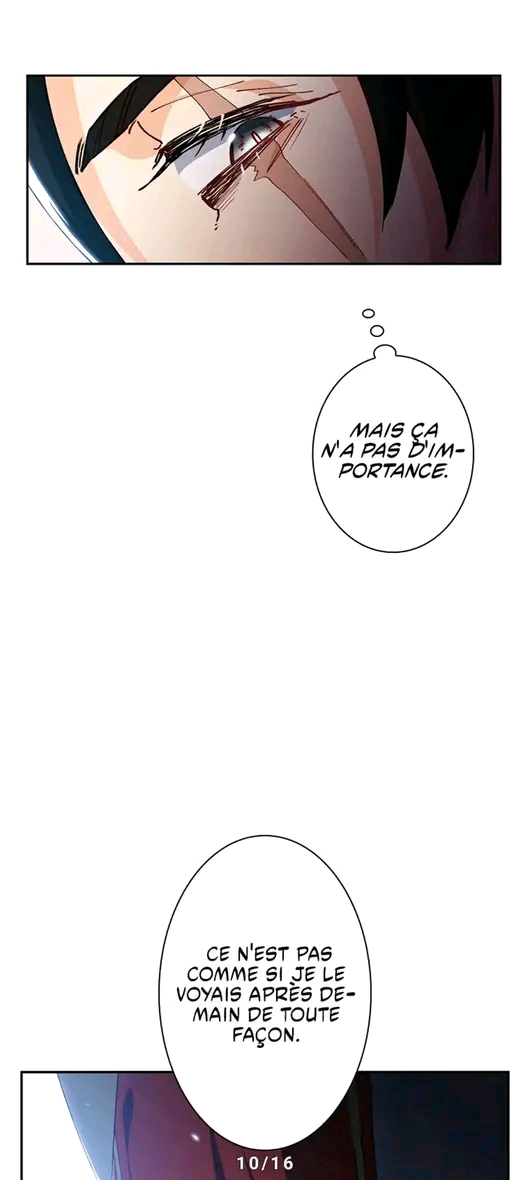 MAIS ÇA
N'A PAS D'IM-
PORTANCE.
CE N'EST PAS
COMME SI JE LE
VOYAIS APRÈS DE-
MAIN DE TOUTE
FAÇON.
10/16